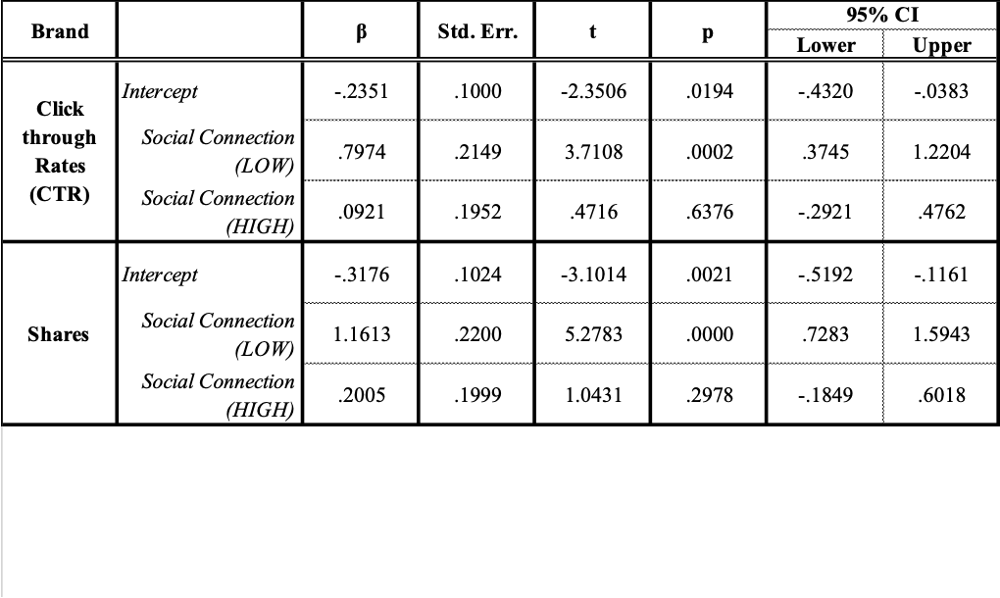 Brand β Std. Err. t p 95% CI
Lower Upper
Click through Rates (CTR)
Intercept -.2351 .1000 -2.3506 .0194 -.4320 -.0383
Social Connection (LOW) .7974 .2149 3.7108 .0002 .3745 1.2204
Social Connection (HIGH) .0921 .1952 .4716 .6376 -.2921 .4762
Shares
Intercept -.3176 .1024 -3.1014 .0021 -.5192 -.1161
Social Connection (LOW) 1.1613 .2200 5.2783 .0000 .7283 1.5943
Social Connection (HIGH) .2005 .1999 1.0431 .2978 -.1849 .6018